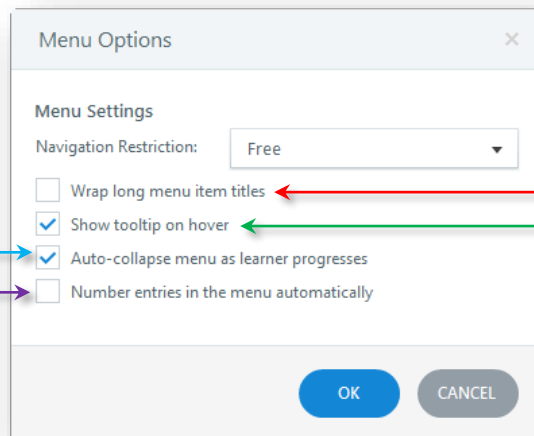 Menu Options
Menu Settings
Navigation Restriction: Free
Wrap long menu item titles
Show tooltip on hover
Auto-collapse menu as learner progresses
Number entries in the menu automatically
OK CANCEL